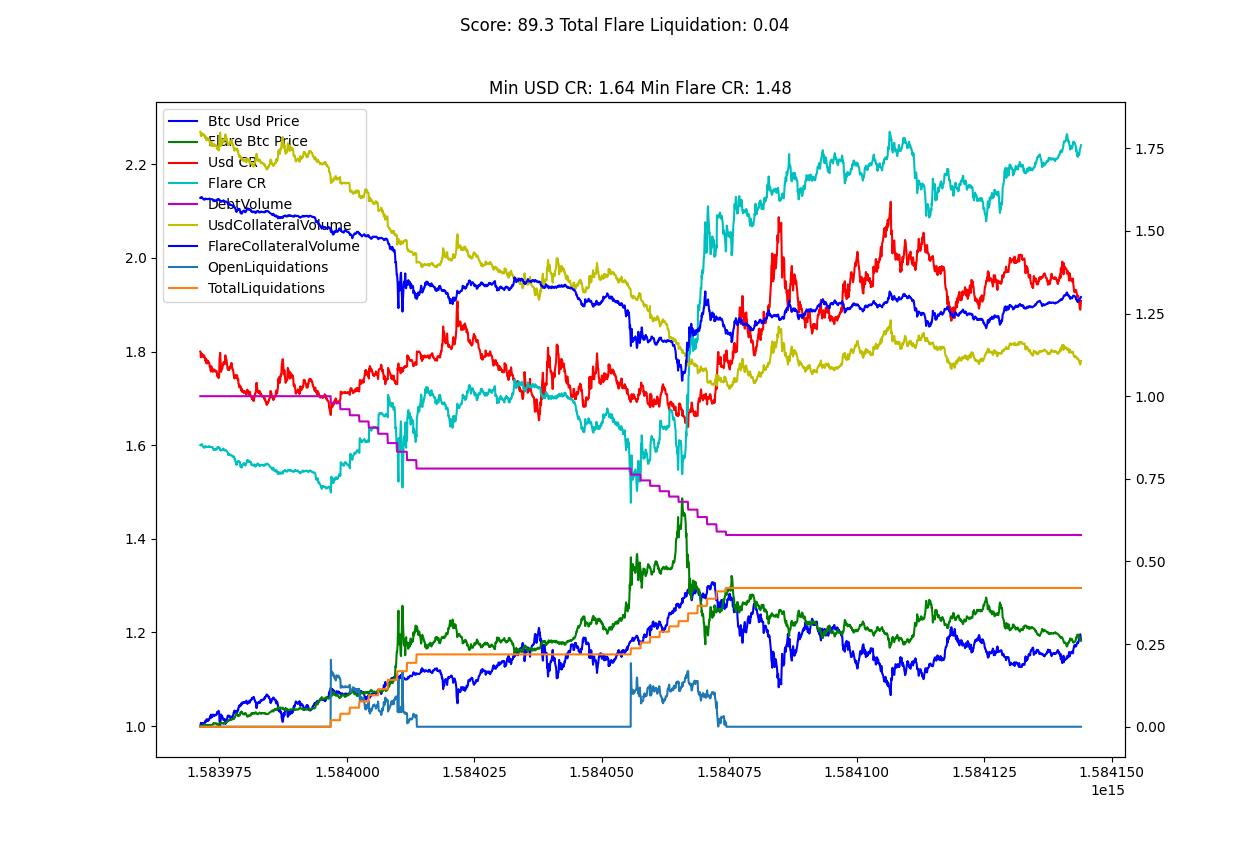 Score: 89.3 Total Flare Liquidation: 0.04
Min USD CR: 1.64 Min Flare CR: 1.48
Btc Usd Price
Flare Btc Price
Usd CR
Flare CR
DebtVolume
UsdCollateralVolume
FlareCollateralVolume
OpenLiquidations
TotalLiquidations
2.2
2.0
1.8
1.6
1.4
1.2
1.0
1.75
1.50
1.25
1.00
0.75
0.50
0.25
0.00
1.583975 1.584000 1.584025 1.584050 1.584075 1.584100 1.584125 1.584150
1e15